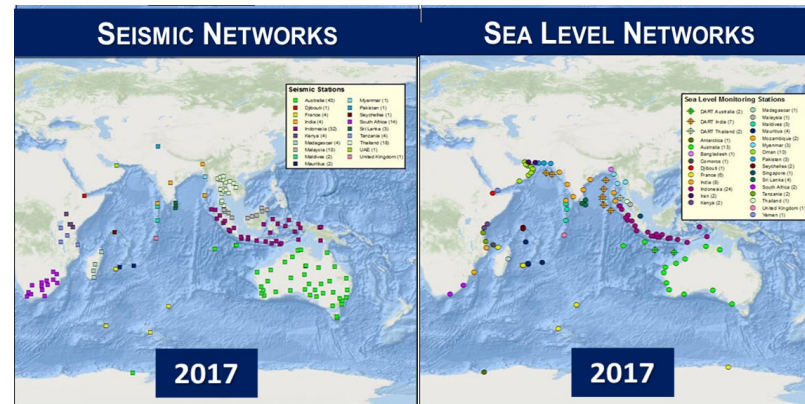 SEISMIC NETWORKS
Seismic Stations
Australia (40)
Djibouti (1)
France (4)
India (4)
Indonesia (32)
Kenya (4)
Madagascar (4)
Malaysia (15)
Maldives (2)
Mauritius (2)
Myanmar (1)
Pakistan (1)
Seychelles (1)
South Africa (14)
Sri Lanka (3)
Tanzania (4)
Thailand (18)
UAE (1)
United Kingdom (1)
2017
SEA LEVEL NETWORKS
Sea Level Monitoring Stations
DART Australia (2)
DART India (7)
DART Thailand (2)
Antarctica (1)
Australia (13)
Bangladesh (1)
Comoros (1)
Djibouti (1)
France (6)
Indonesia (24)
Iran (2)
Kenya (2)
Madagascar (1)
Malaysia (1)
Maldives (3)
Mauritius (4)
Mozambique (2)
Myanmar (3)
Oman (10)
Pakistan (3)
Seychelles (2)
Singapore (1)
Sri Lanka (4)
South Africa (2)
Tanzania (2)
Thailand (1)
United Kingdom (1)
Yemen (1)
2017